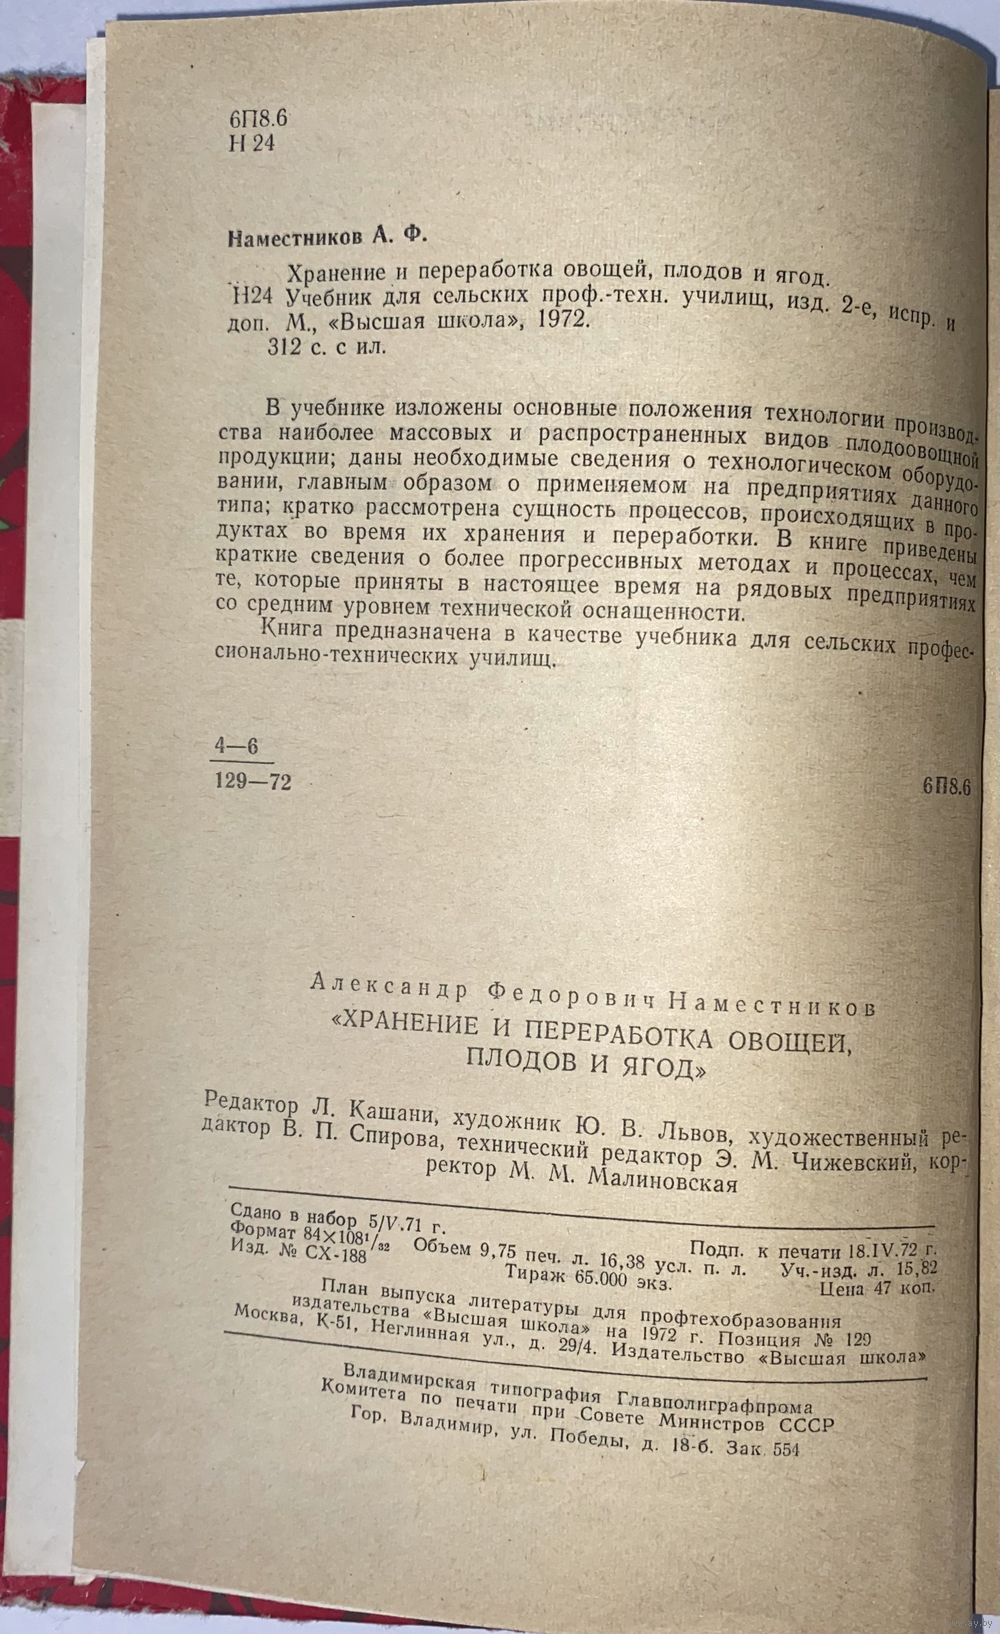 6П8.6
Н 24
Наместников А. Ф.
Хранение и переработка овощей, плодов и ягод.
Н24 Учебник для сельских проф.-техн. училищ, изд. 2-е, испр. и
доп. М., «Высшая школа», 1972.
312 с. с ил.
В учебнике изложены основные положения технологии производ-
ства наиболее массовых и распространенных видов плодоовощной
продукции; даны необходимые сведения о технологическом оборудо-
вании, главным образом о применяемом на предприятиях данного
типа; кратко рассмотрена сущность процессов, происходящих в про-
дуктах во время их хранения и переработки. В книге приведены
краткие сведения о более прогрессивных методах и процессах, чем
те, которые приняты в настоящее время на рядовых предприятиях
со средним уровнем технической оснащенности.
Книга предназначена в качестве учебника для сельских профес-
сионально-технических училищ.
4—6
129—72
6П8.6
Александр Федорович Наместников
«ХРАНЕНИЕ И ПЕРЕРАБОТКА ОВОЩЕЙ,
ПЛОДОВ И ЯГОД»
Редактор Л. Кашани, художник Ю. В. Львов, художественный ре-
дактор В. П. Спирова, технический редактор Э. М. Чижевский, кор-
ректор М. М. Малиновская
Сдано в набор 5/V.71 г. Подп. к печати 18.IV.72 г.
Формат 84×108¹/₃₂ Объем 9,75 печ. л. 16,38 усл. п. л. Уч.-изд. л. 15,82
Изд. № СХ-188 Тираж 65.000 экз. Цена 47 коп.
План выпуска литературы для профтехобразования
издательства «Высшая школа» на 1972 г. Позиция № 129
Москва, К-51, Неглинная ул., д. 29/4. Издательство «Высшая школа»
Владимирская типография Главполиграфпрома
Комитета по печати при Совете Министров СССР
Гор. Владимир, ул. Победы, д. 18-б. Зак. 554